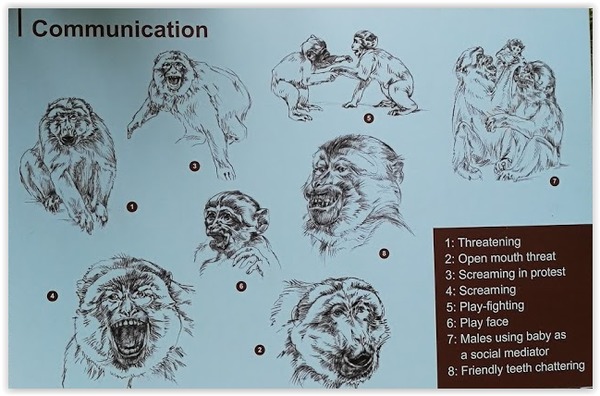 Communication
3
5
7
1
8
6
4
2
1: Threatening
2: Open mouth threat
3: Screaming in protest
4: Screaming
5: Play-fighting
6: Play face
7: Males using baby as
a social mediator
8: Friendly teeth chattering